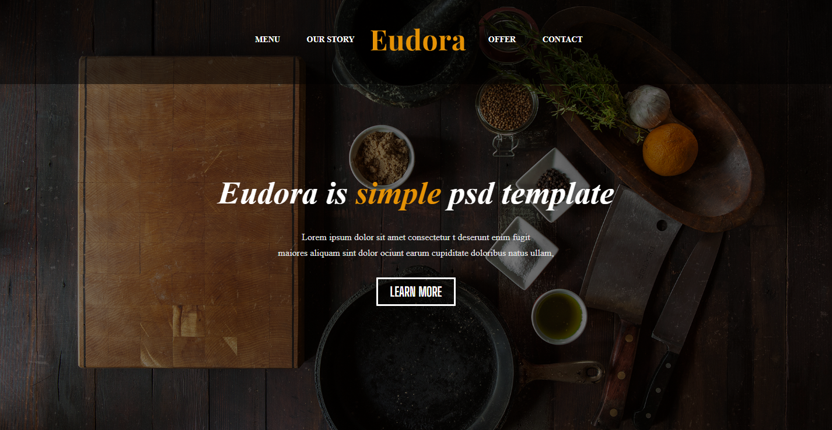 MENU OUR STORY Eudora OFFER CONTACT
Eudora is simple psd template
Lorem ipsum dolor sit amet consectetur t deserunt enim fugit
maiores aliquam sint dolor ociunt earum cupiditate doloribus natus ullam.
LEARN MORE